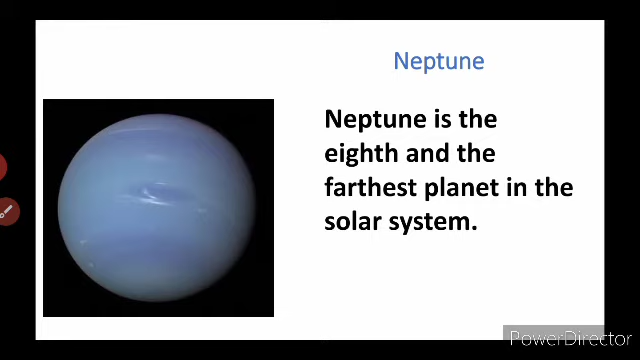 Neptune
Neptune is the
eighth and the
farthest planet in the
solar system.
PowerDirector